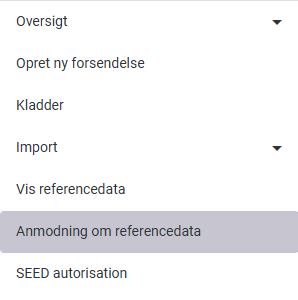 Oversigt
Opret ny forsendelse
Kladder
Import
Vis referencedata
Anmodning om referencedata
SEED autorisation